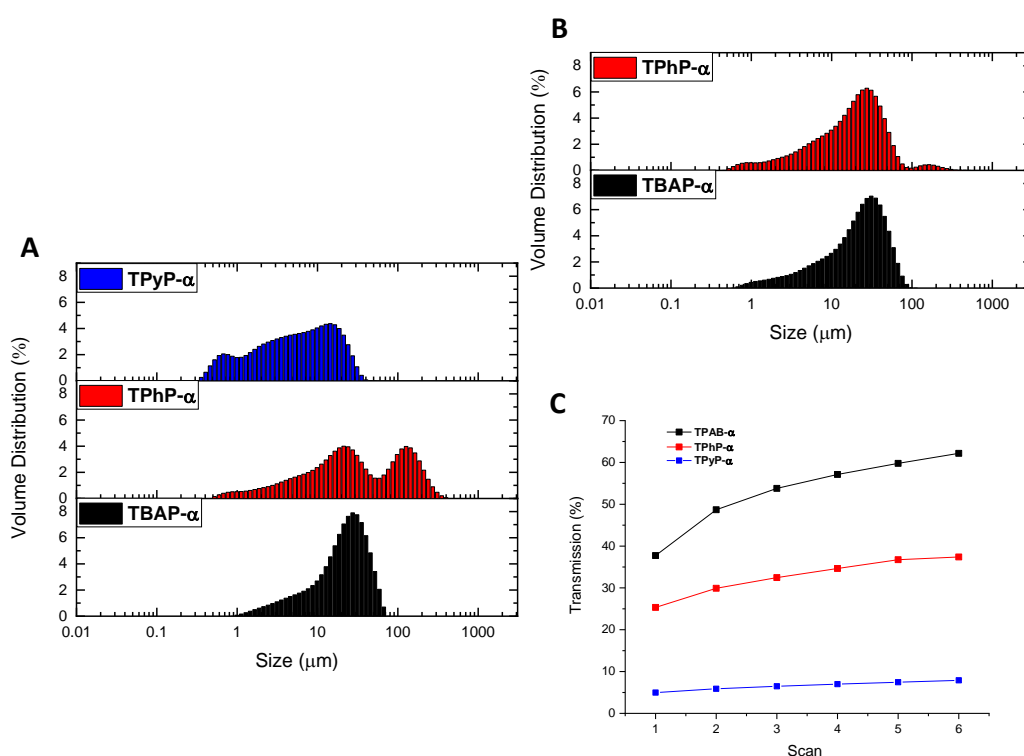 B
TPhP-α
8
6
4
2
0
TBAP-α
8
6
4
2
0
Volume Distribution (%)
0.01 0.1 1 10 100 1000
Size (μm)
A
TPyP-α
8
6
4
2
0
TPhP-α
8
6
4
2
0
TBAP-α
8
6
4
2
0
Volume Distribution (%)
0.01 0.1 1 10 100 1000
Size (μm)
C
TPAB-α
TPhP-α
TPyP-α
70
60
50
40
30
20
10
0
Transmission (%)
1 2 3 4 5 6
Scan